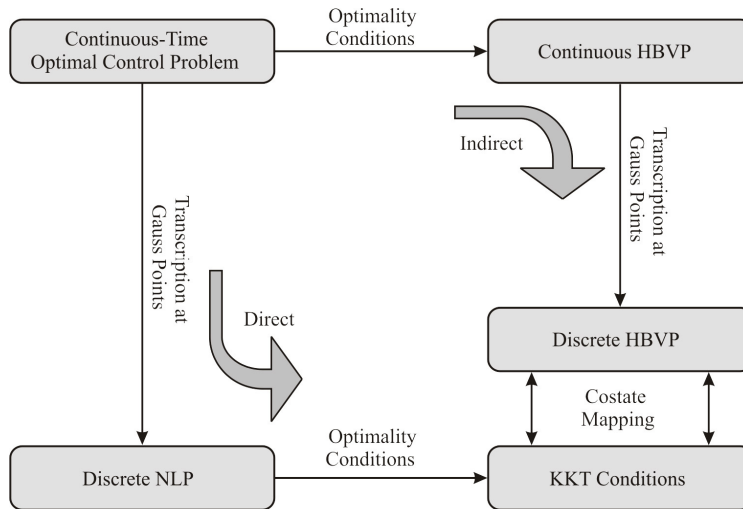 Continuous-Time
Optimal Control Problem
Optimality
Conditions
Continuous HBVP
Indirect
Transcription at
Gauss Points
Transcription at
Gauss Points
Direct
Discrete HBVP
Costate
Mapping
Discrete NLP
Optimality
Conditions
KKT Conditions